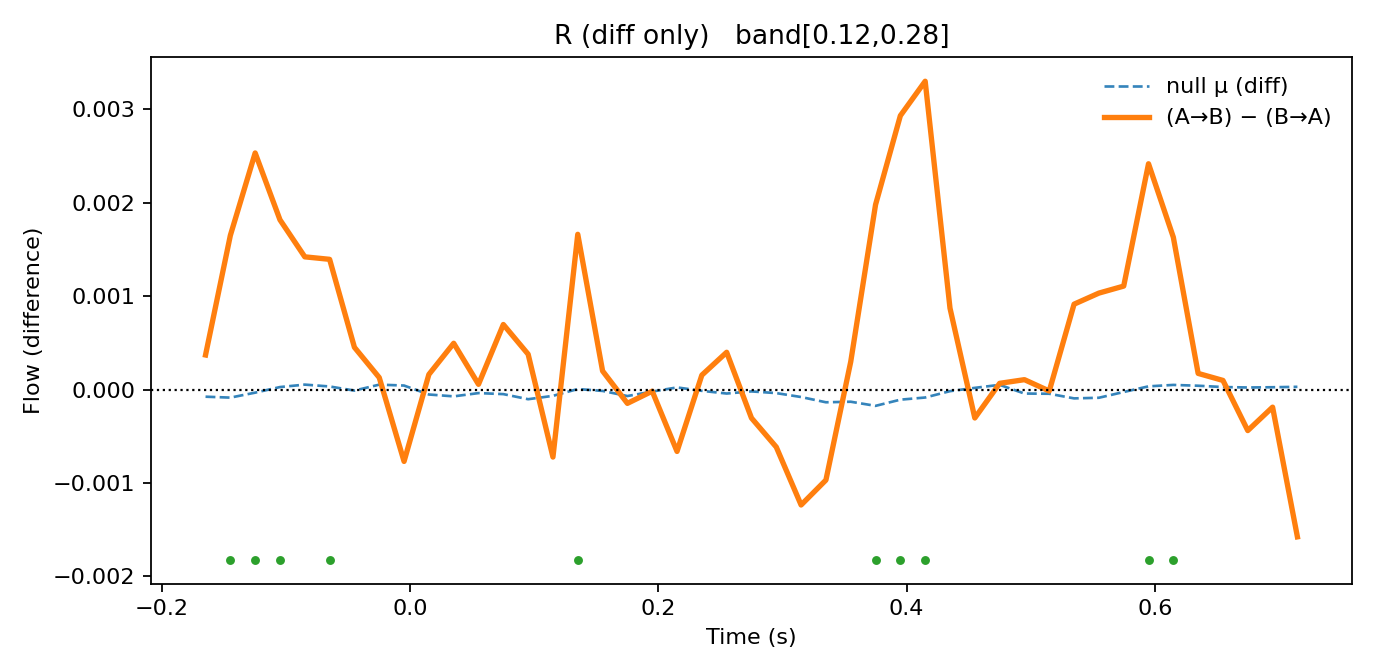 R (diff only)   band[0.12,0.28]
null μ (diff)
(A→B) − (B→A)
Flow (difference)
0.003
0.002
0.001
0.000
−0.001
−0.002
−0.2
0.0
0.2
0.4
0.6
Time (s)